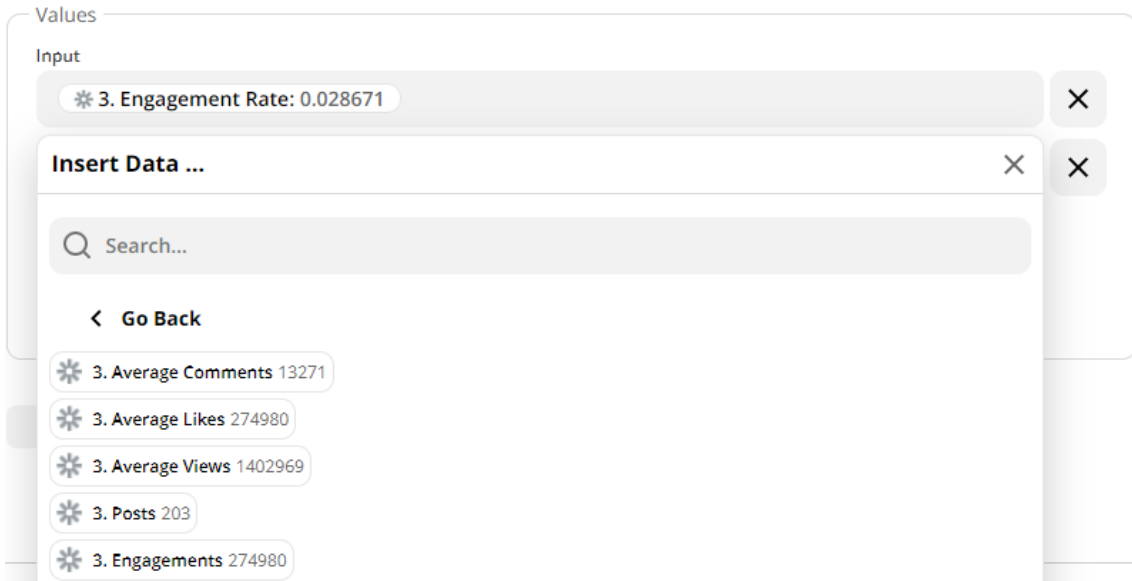 Values
Input
3. Engagement Rate: 0.028671
Insert Data ...
Search...
Go Back
3. Average Comments 13271
3. Average Likes 274980
3. Average Views 1402969
3. Posts 203
3. Engagements 274980